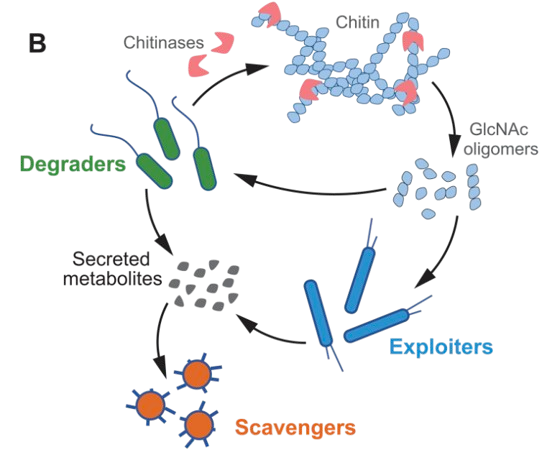 B
Chitinases
Chitin
GlcNAc
oligomers
Degraders
Secreted
metabolites
Exploiters
Scavengers